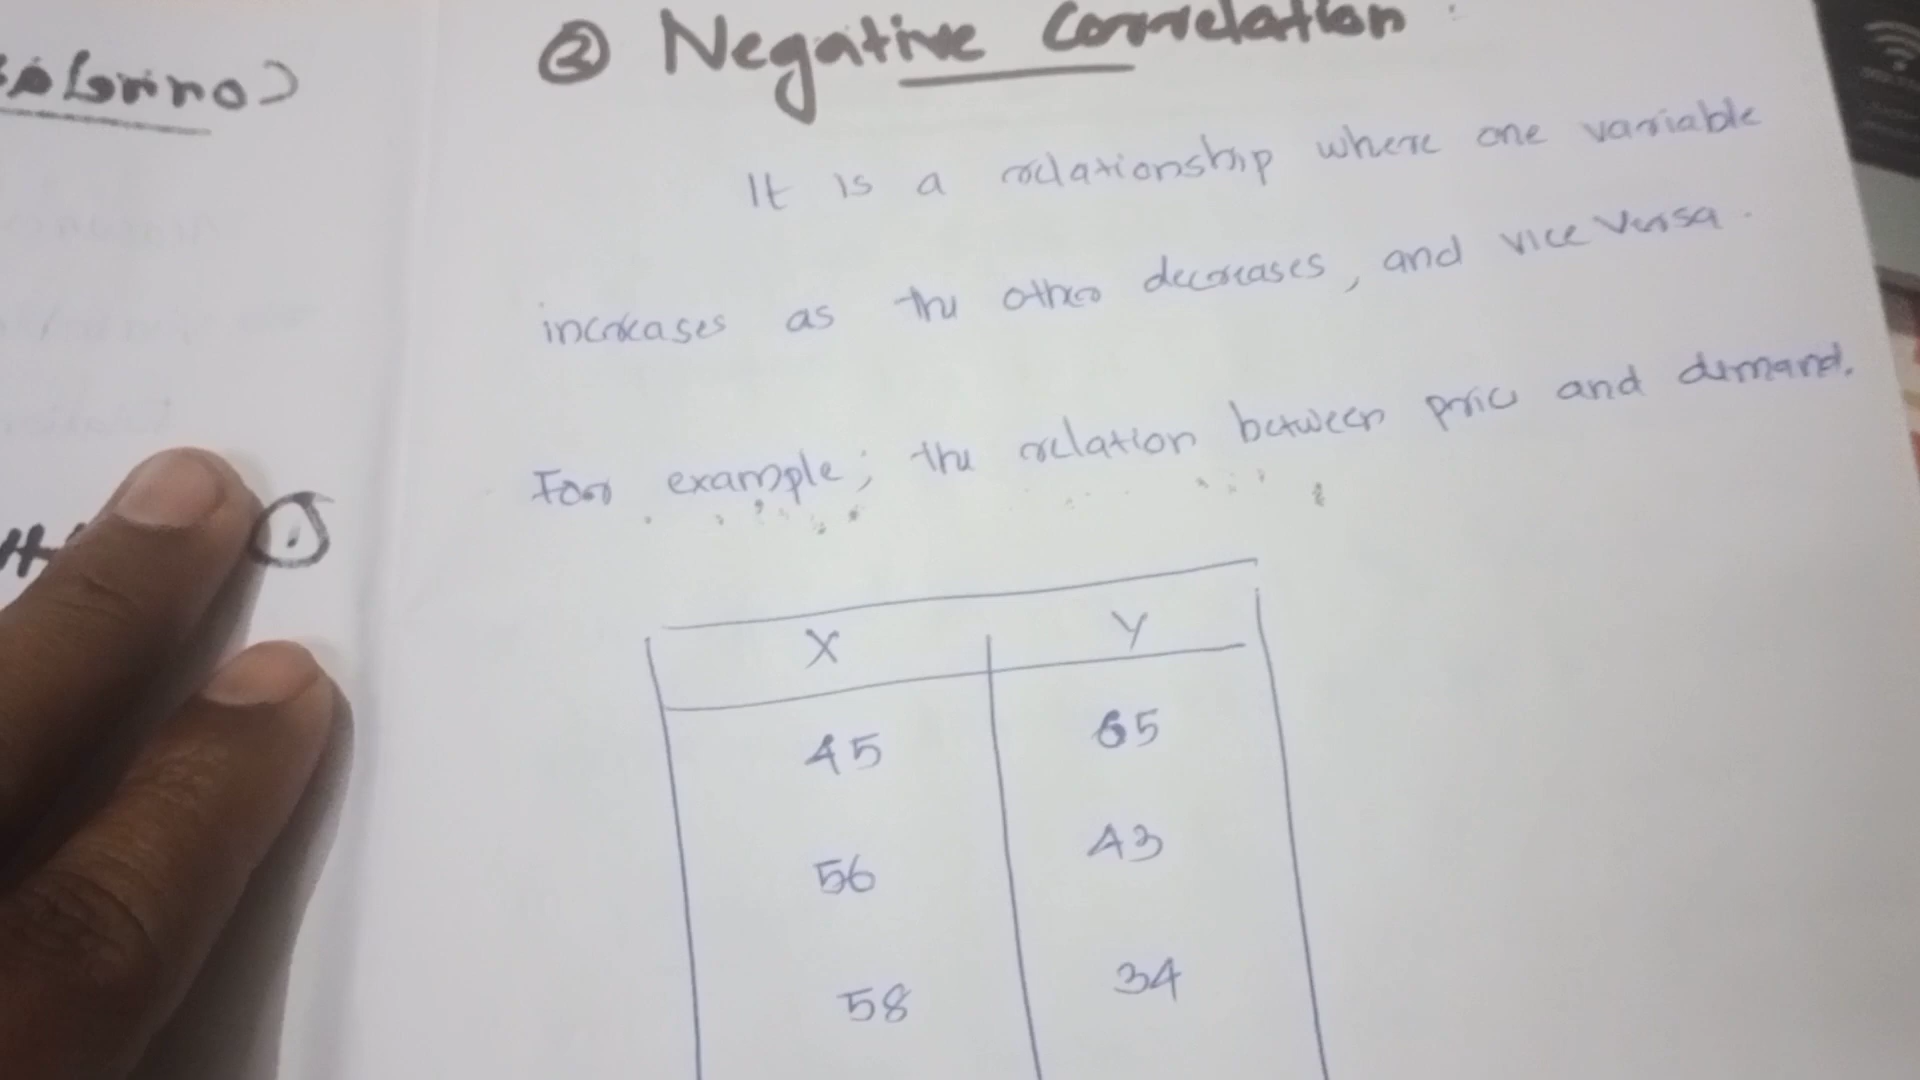 ② Negative Correlation
It is a relationship where one variable
increases as the other decreases, and vice versa.
For example; the relation between price and demand.
X Y
45 65
56 43
58 34